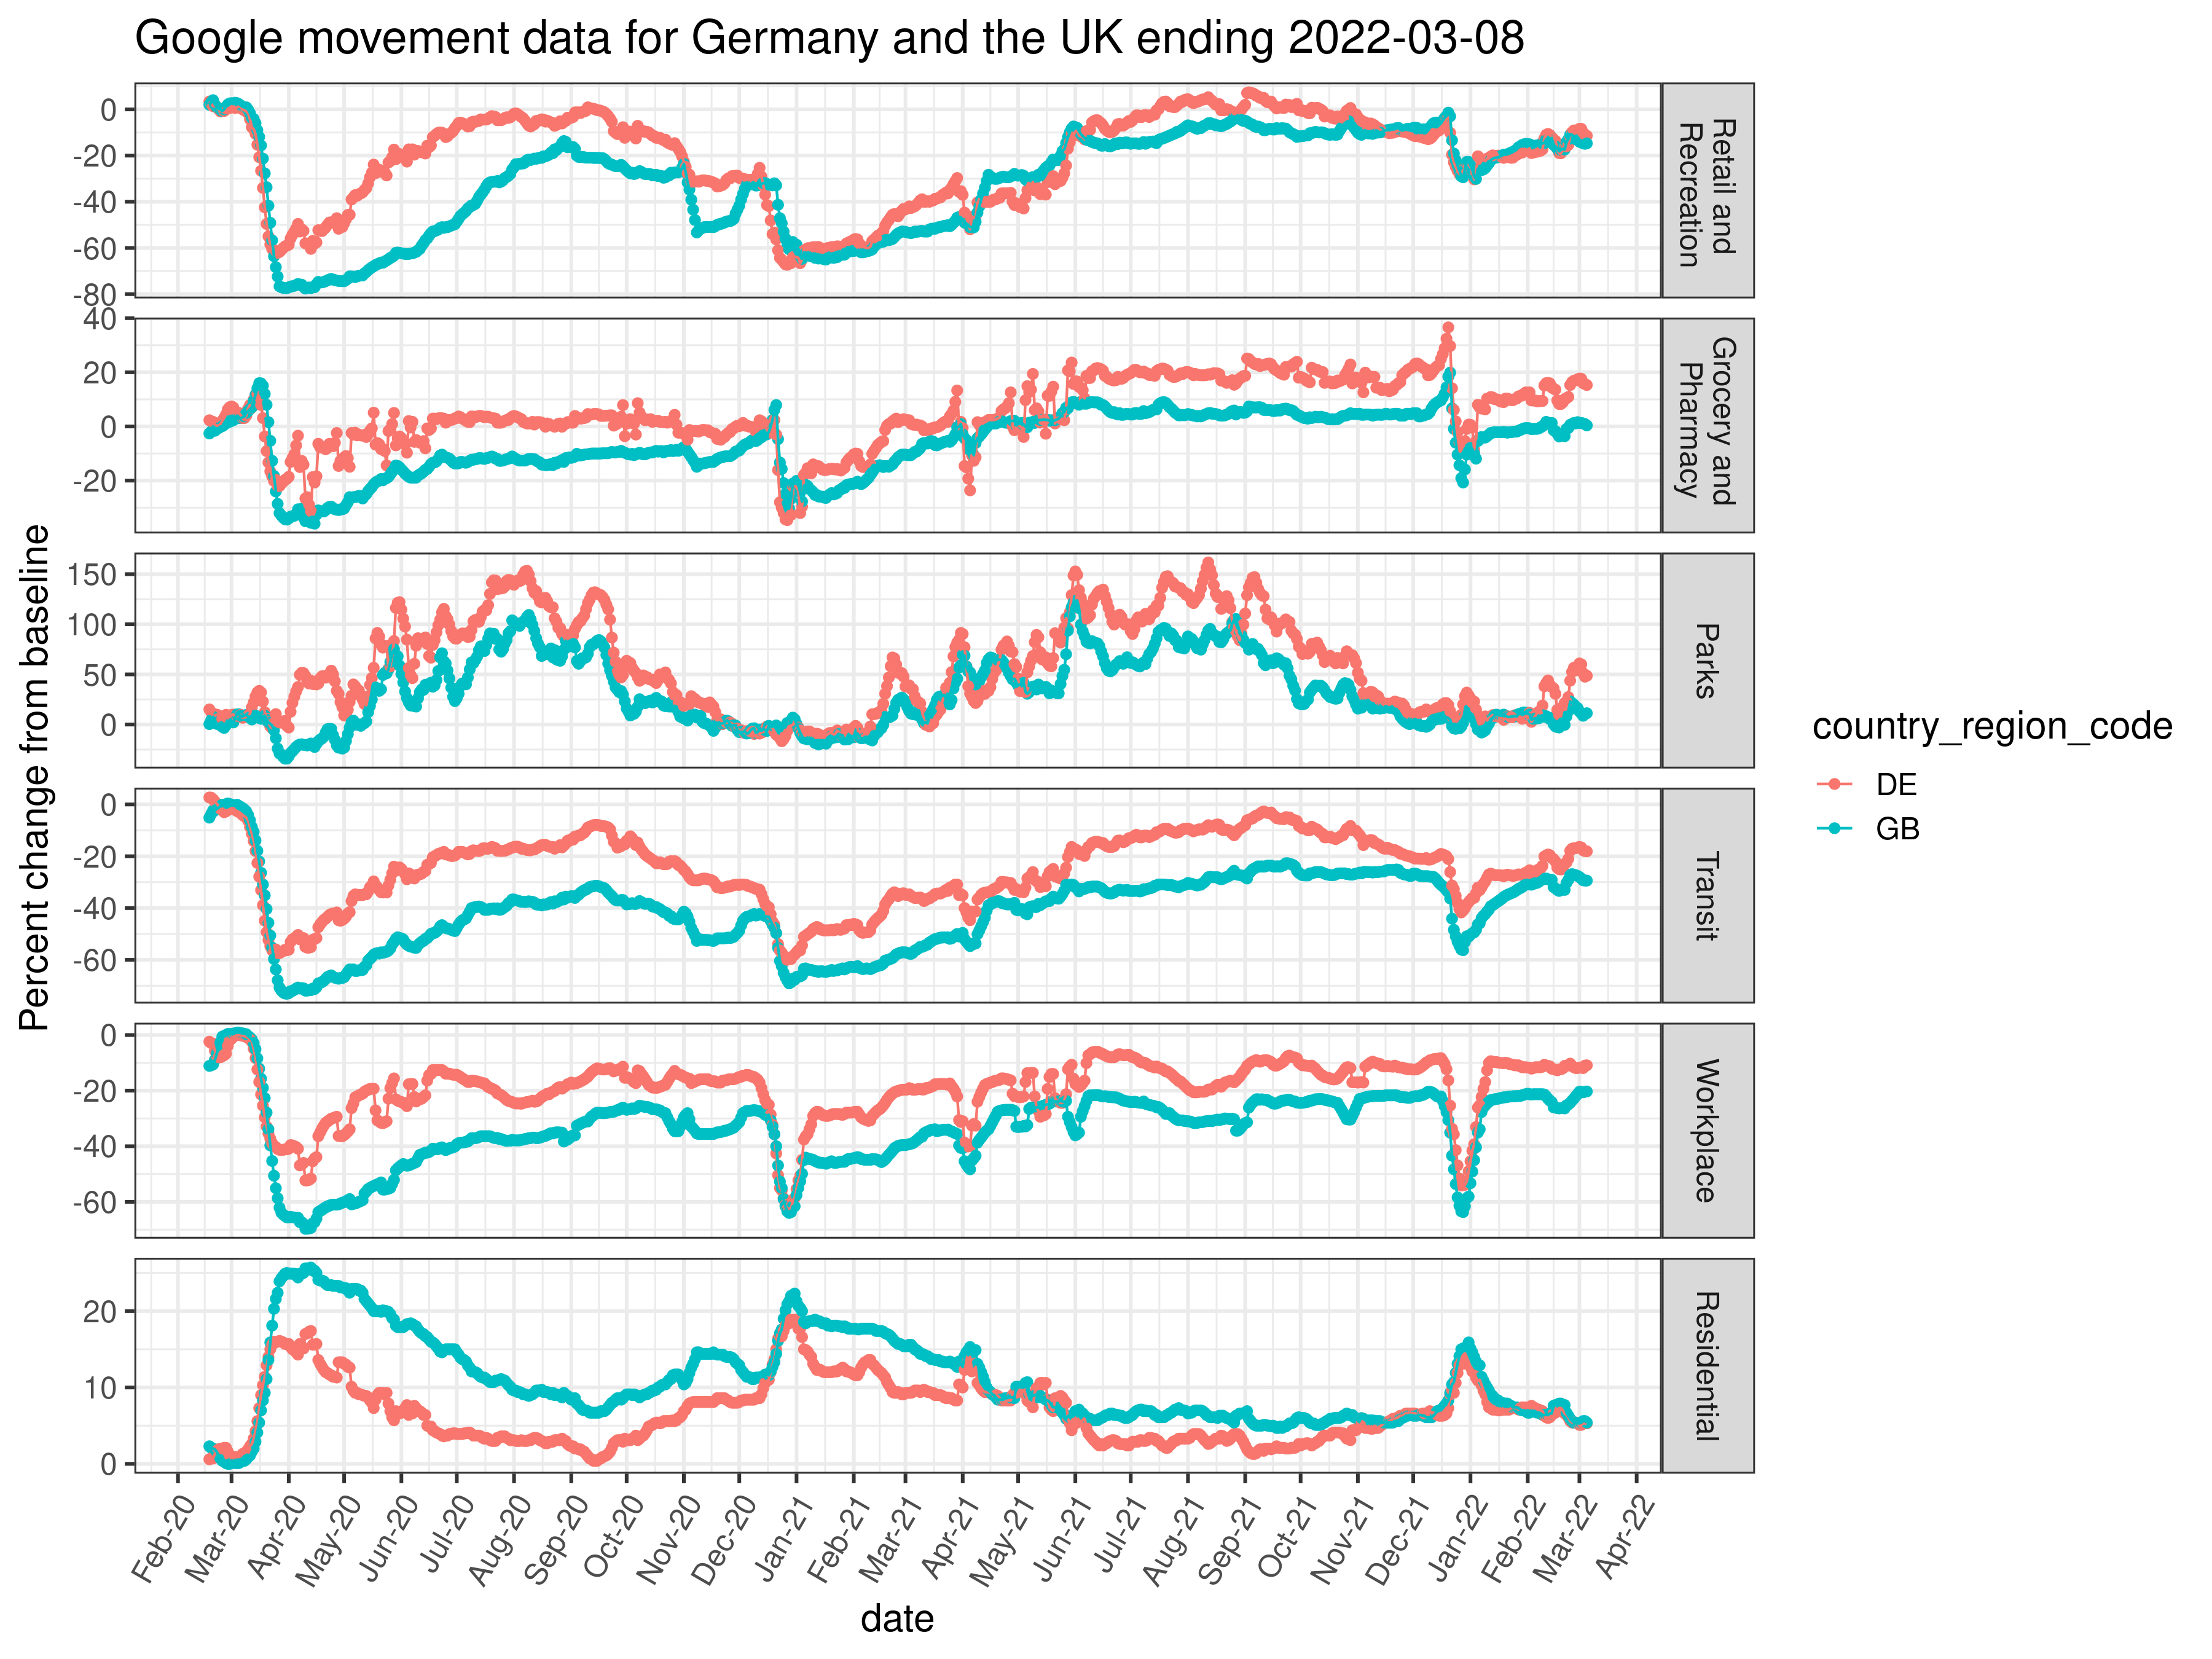 Google movement data for Germany and the UK ending 2022-03-08
Percent change from baseline
0
-20
-40
-60
-80
Retail and
Recreation
40
20
0
-20
Grocery and
Pharmacy
150
100
50
0
Parks
0
-20
-40
-60
Transit
0
-20
-40
-60
Workplace
20
10
0
Residential
Feb-20
Mar-20
Apr-20
May-20
Jun-20
Jul-20
Aug-20
Sep-20
Oct-20
Nov-20
Dec-20
Jan-21
Feb-21
Mar-21
Apr-21
May-21
Jun-21
Jul-21
Aug-21
Sep-21
Oct-21
Nov-21
Dec-21
Jan-22
Feb-22
Mar-22
Apr-22
date
country_region_code
DE
GB